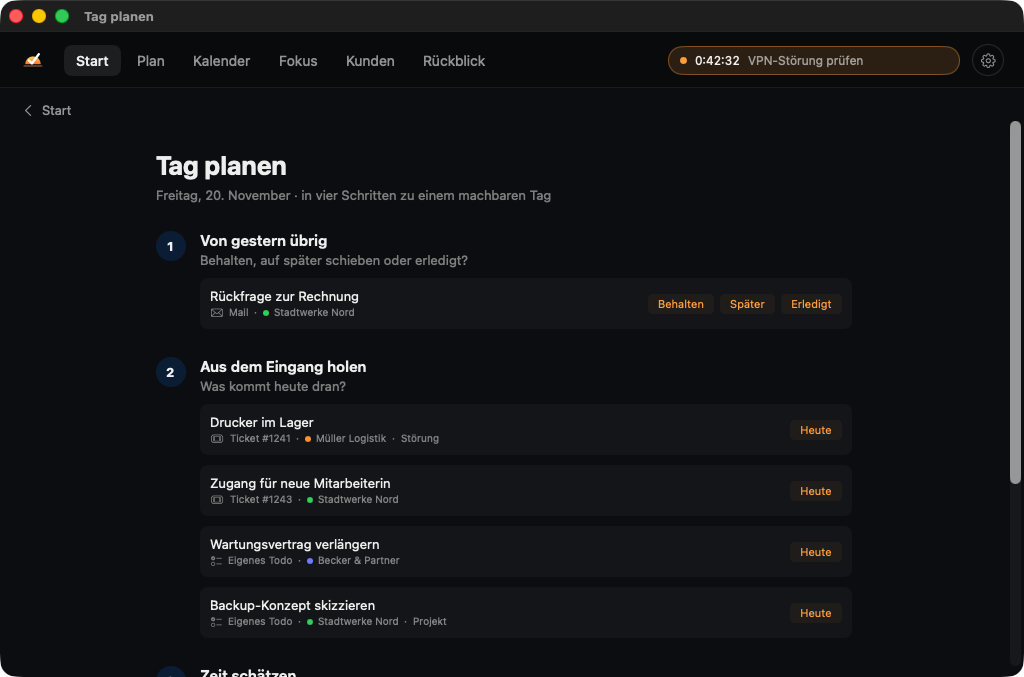 Tag planen
Start Plan Kalender Fokus Kunden Rückblick 0:42:32 VPN-Störung prüfen
Start
Tag planen
Freitag, 20. November · in vier Schritten zu einem machbaren Tag
1 Von gestern übrig
Behalten, auf später schieben oder erledigt?
Rückfrage zur Rechnung
Mail · Stadtwerke Nord
Behalten Später Erledigt
2 Aus dem Eingang holen
Was kommt heute dran?
Drucker im Lager
Ticket #1241 · Müller Logistik · Störung
Heute
Zugang für neue Mitarbeiterin
Ticket #1243 · Stadtwerke Nord
Heute
Wartungsvertrag verlängern
Eigenes Todo · Becker & Partner
Heute
Backup-Konzept skizzieren
Eigenes Todo · Stadtwerke Nord · Projekt
Heute
Zeit schätzen